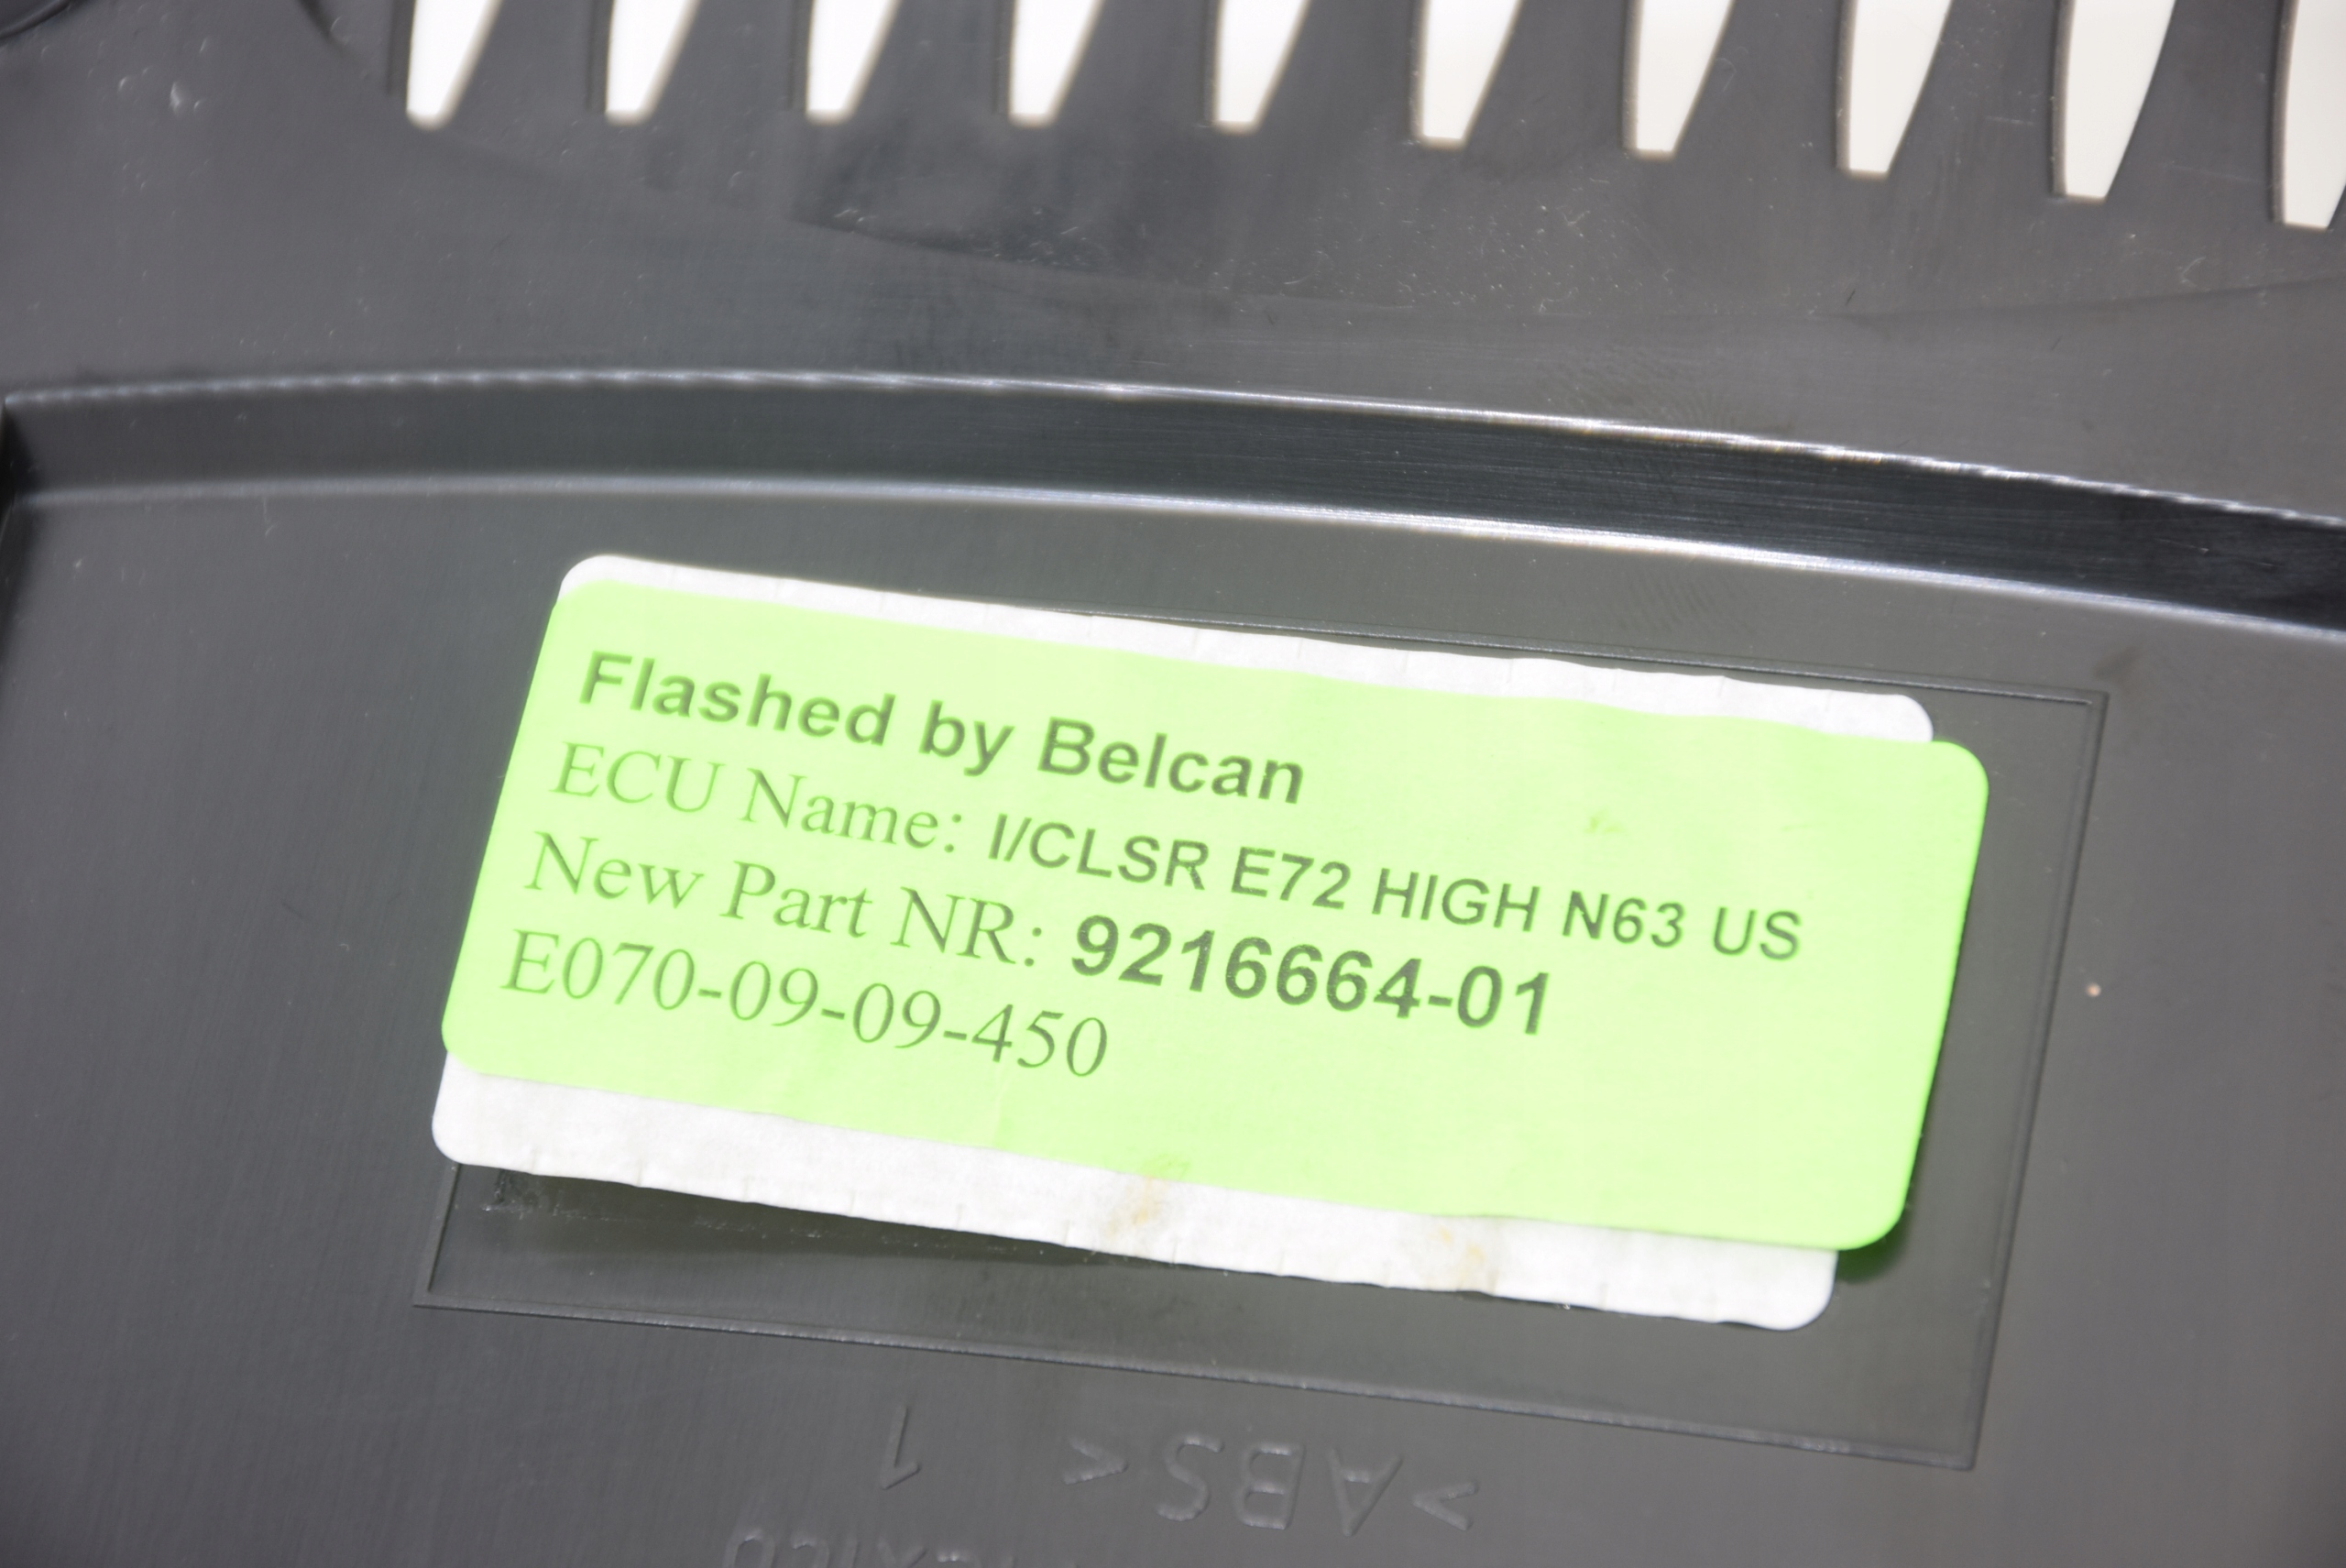 Flashed by Belcan
ECU Name: I/CLSR E72 HIGH N63 US
New Part NR: 9216664-01
E070-09-09-450
>ABS< 1